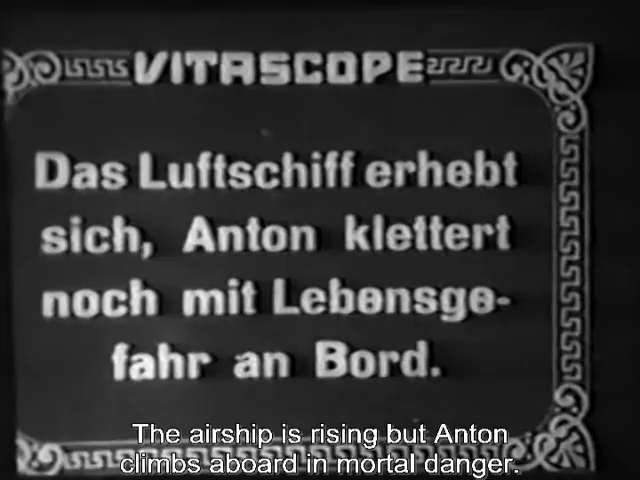 VITASCOPE
Das Luftschiff erhebt
sich, Anton klettert
noch mit Lebensge-
fahr an Bord.
The airship is rising but Anton
climbs aboard in mortal danger.